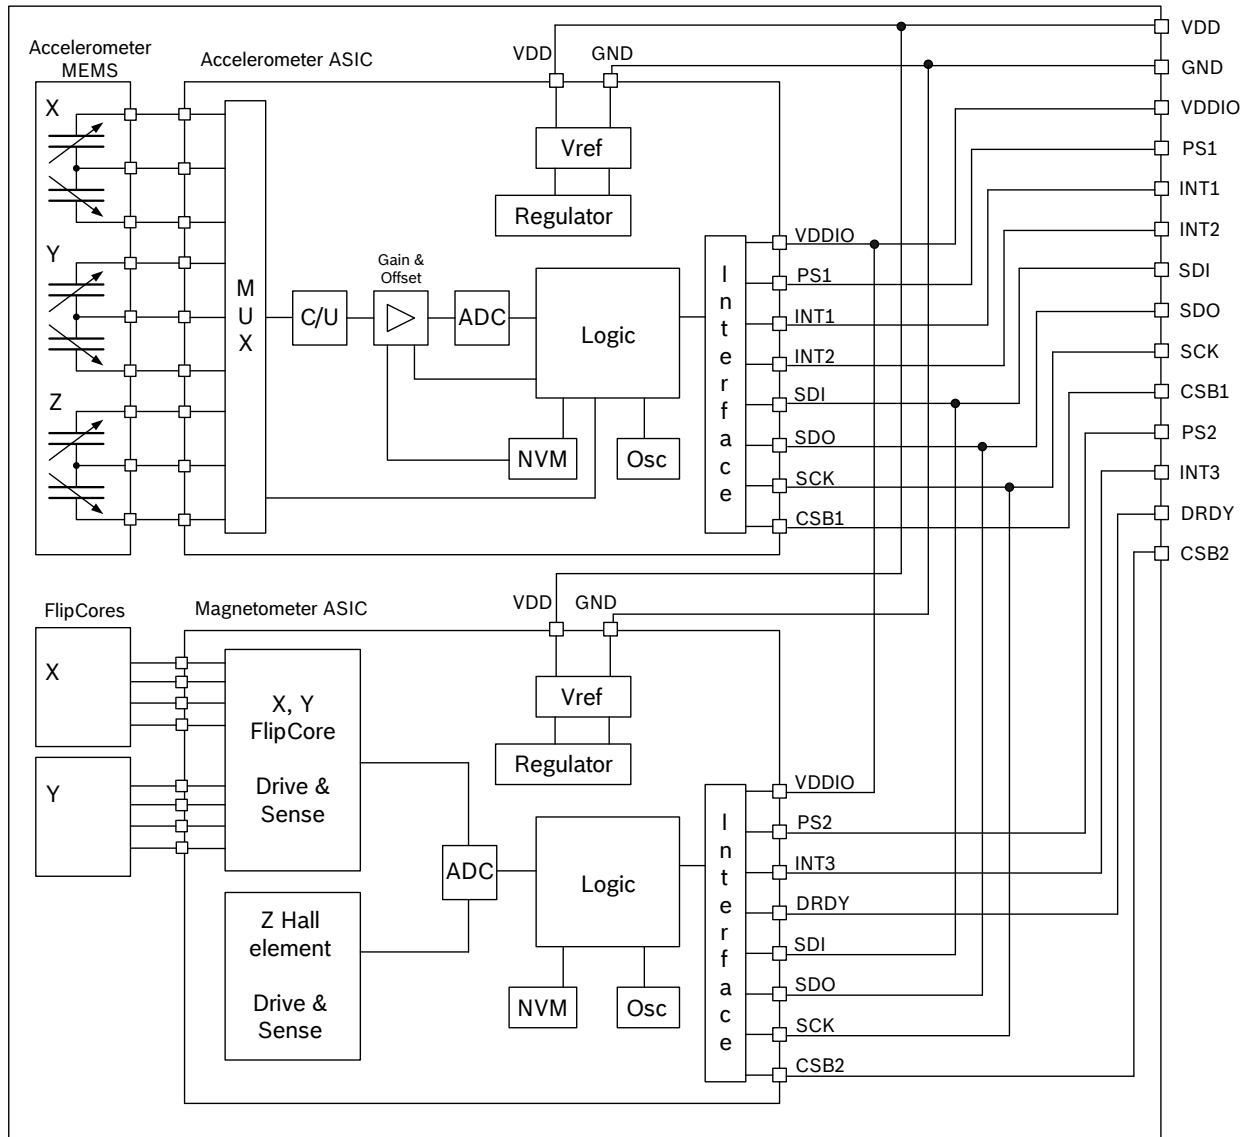 VDD
GND
VDDIO
PS1
INT1
INT2
SDI
SDO
SCK
CSB1
PS2
INT3
DRDY
CSB2
Accelerometer
MEMS
X
Y
Z
Accelerometer ASIC
VDD
GND
Vref
Regulator
MUX
C/U
Gain &
Offset
ADC
Logic
NVM
Osc
Interface
VDDIO
PS1
INT1
INT2
SDI
SDO
SCK
CSB1
FlipCores
X
Y
Magnetometer ASIC
VDD
GND
Vref
Regulator
X, Y
FlipCore
Drive &
Sense
Z Hall
element
Drive &
Sense
ADC
Logic
NVM
Osc
Interface
VDDIO
PS2
INT3
DRDY
SDI
SDO
SCK
CSB2